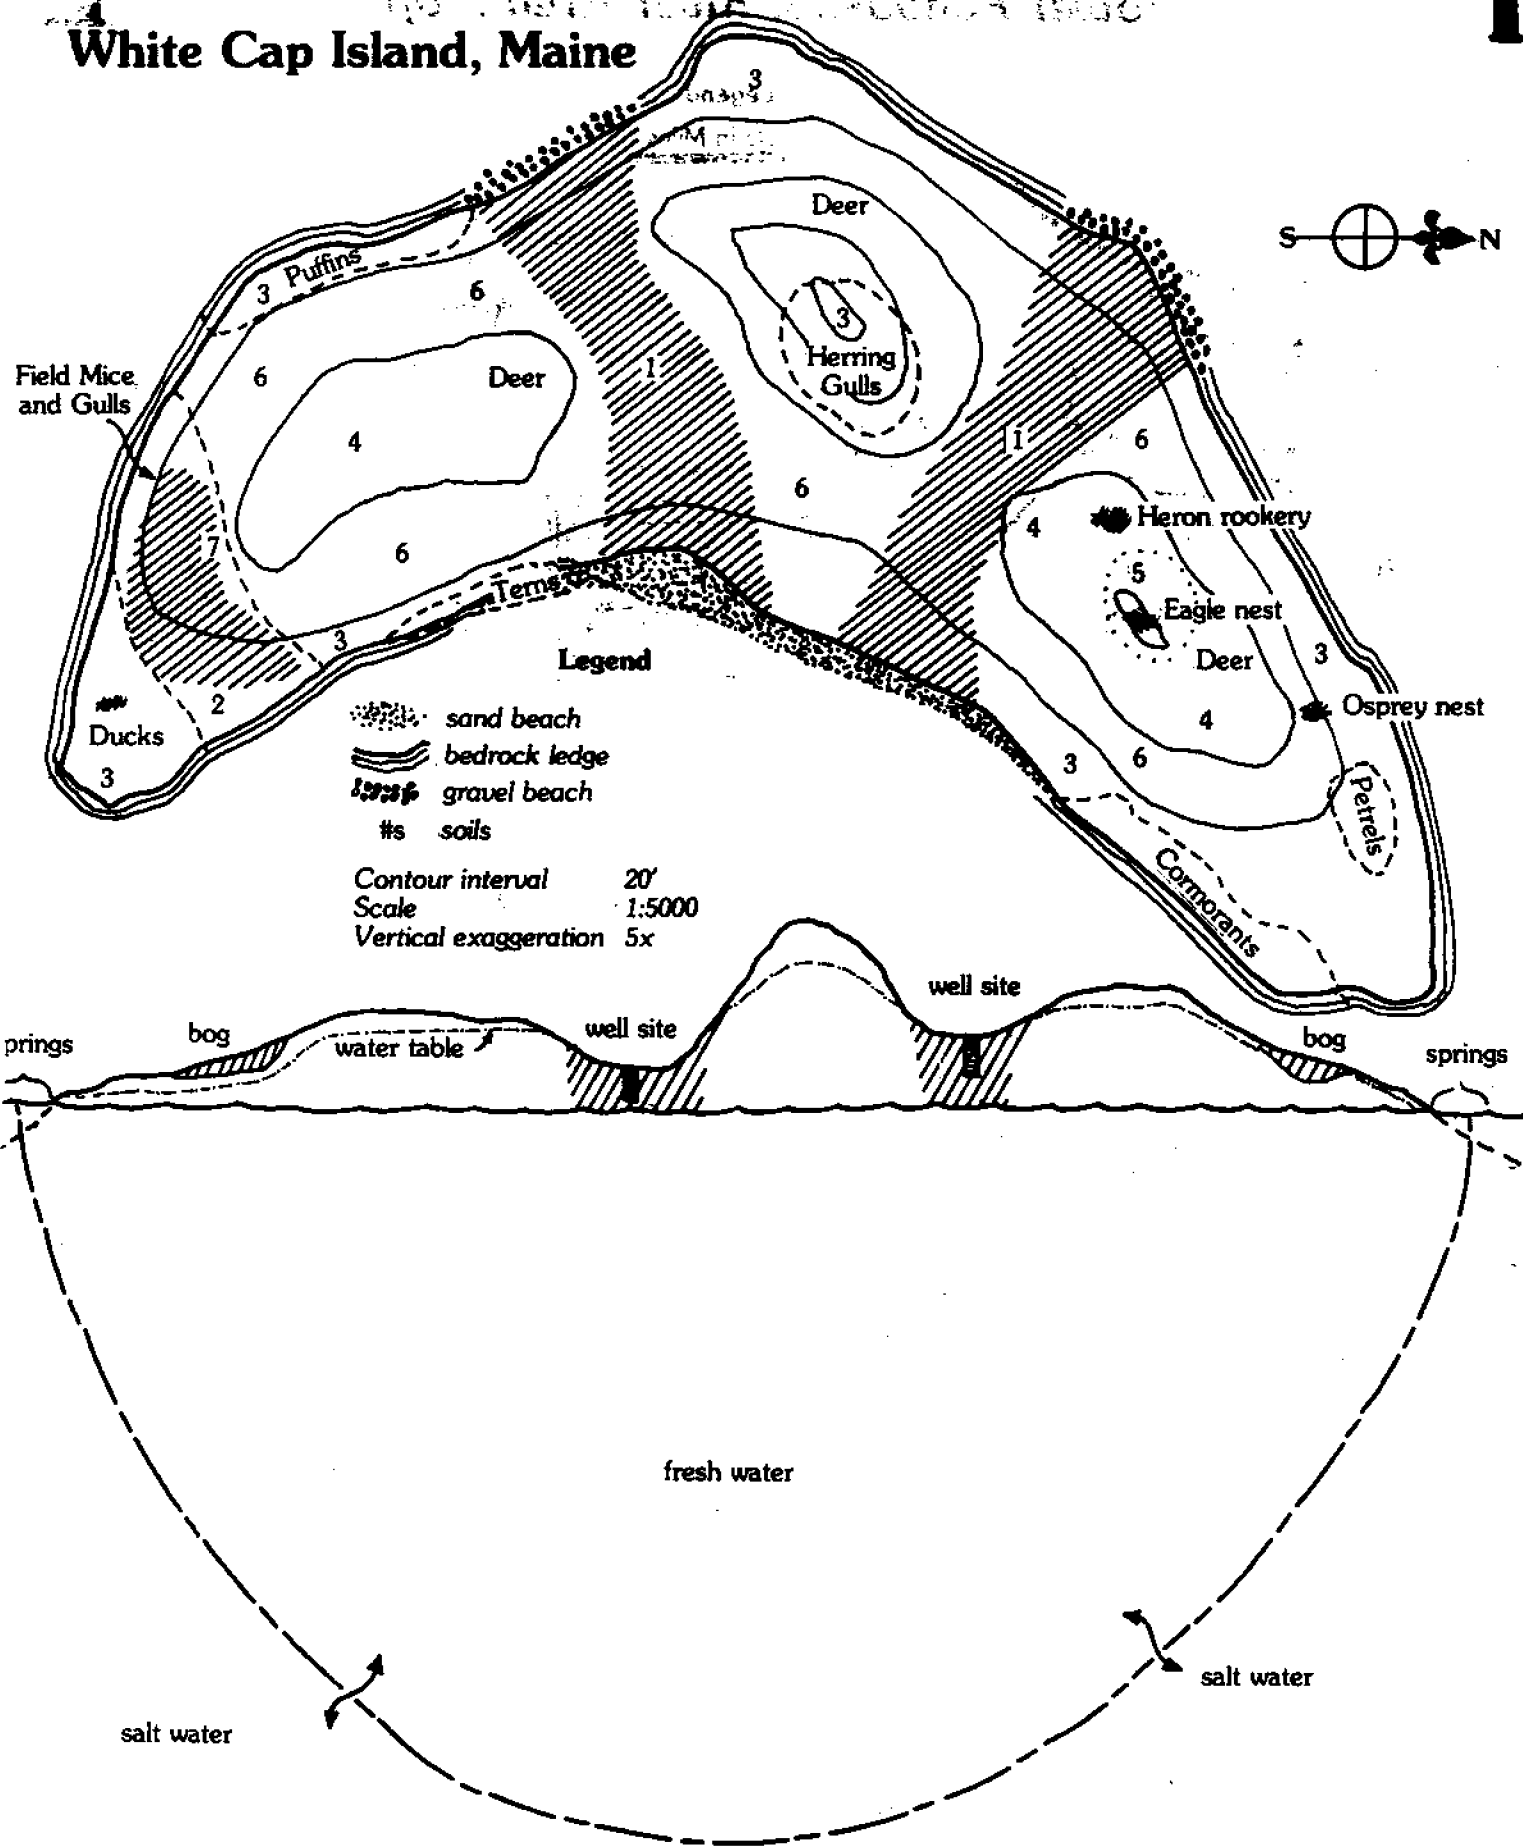 White Cap Island, Maine
3
Deer
S N
Puffins
3
6
3
Herring
Gulls
Field Mice
and Gulls
6
Deer
1
4
1
6
6
4
Heron rookery
7
6
5
Terns
Eagle nest
3
Legend
Deer
3
2
sand beach
Osprey nest
Ducks
4
bedrock ledge
3
6
3
gravel beach
Petrels
#s soils
Cormorants
Contour interval 20'
Scale 1:5000
Vertical exaggeration 5x
well site
well site
bog
bog
prings
water table
springs
fresh water
salt water
salt water